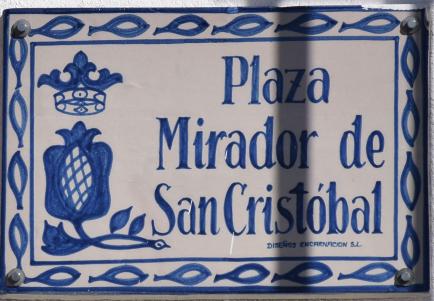 Plaza
Mirador de
San Cristóbal
DISEÑOS ENCARNACION S.L.